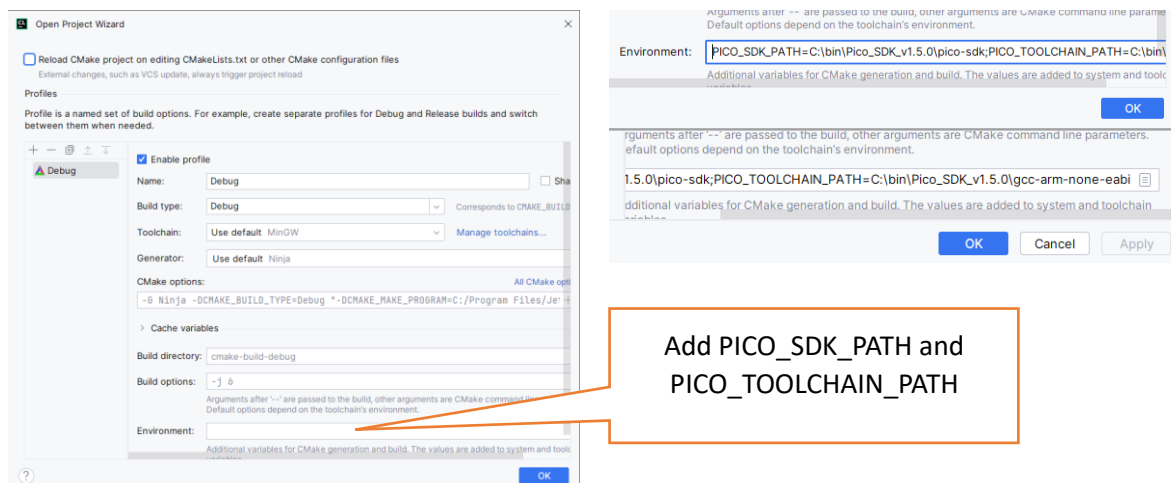 Open Project Wizard
Reload CMake project on editing CMakeLists.txt or other CMake configuration files
External changes, such as VCS update, always trigger project reload
Profiles
Profile is a named set of build options. For example, create separate profiles for Debug and Release builds and switch
between them when needed.
Debug
Enable profile
Name: Debug Sha
Build type: Debug Corresponds to CMAKE_BUILD
Toolchain: Use default MinGW Manage toolchains...
Generator: Use default Ninja
CMake options: All CMake opti
-G Ninja -DCMAKE_BUILD_TYPE=Debug "-DCMAKE_MAKE_PROGRAM=C:/Program Files/Je
Cache variables
Build directory: cmake-build-debug
Build options: -j 6
Arguments after '--' are passed to the build, other arguments are CMake command
Default options depend on the toolchain's environment.
Environment:
Additional variables for CMake generation and build. The values are added to system and toolc
variables
? OK
Arguments after '--' are passed to the build, other arguments are CMake command line parame
Default options depend on the toolchain's environment.
Environment: PICO_SDK_PATH=C:\bin\Pico_SDK_v1.5.0\pico-sdk;PICO_TOOLCHAIN_PATH=C:\bin\
Additional variables for CMake generation and build. The values are added to system and toolc
OK
rguments after '--' are passed to the build, other arguments are CMake command line parameters.
efault options depend on the toolchain's environment.
1.5.0\pico-sdk;PICO_TOOLCHAIN_PATH=C:\bin\Pico_SDK_v1.5.0\gcc-arm-none-eabi
dditional variables for CMake generation and build. The values are added to system and toolchain
OK Cancel Apply
Add PICO_SDK_PATH and
PICO_TOOLCHAIN_PATH